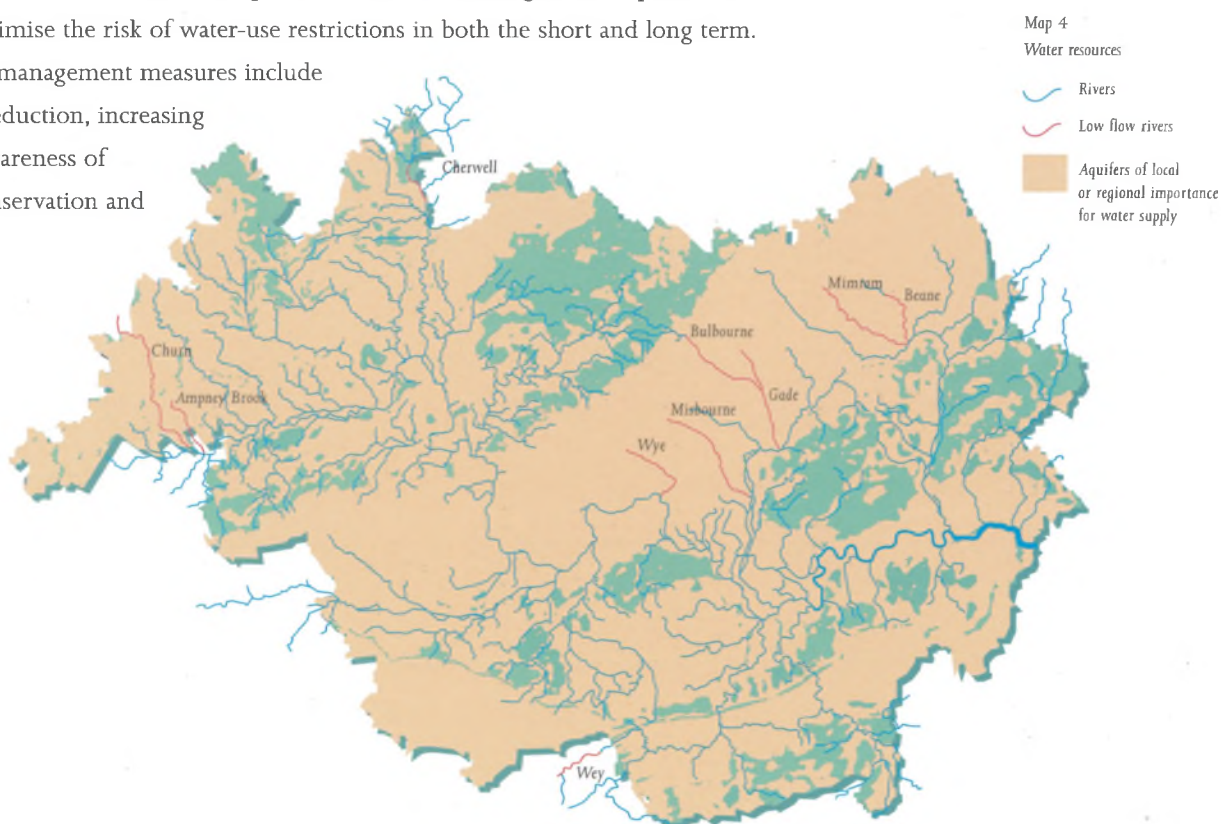 imise the risk of water-use restrictions in both the short and long term.
management measures include
eduction, increasing
areness of
servation and
Map 4
Water resources
Rivers
Low flow rivers
Aquifers of local
or regional importance
for water supply
Cherwell
Mimram
Beane
Bulbourne
Churn
Gade
Ampney Brook
Misbourne
Wye
Wey